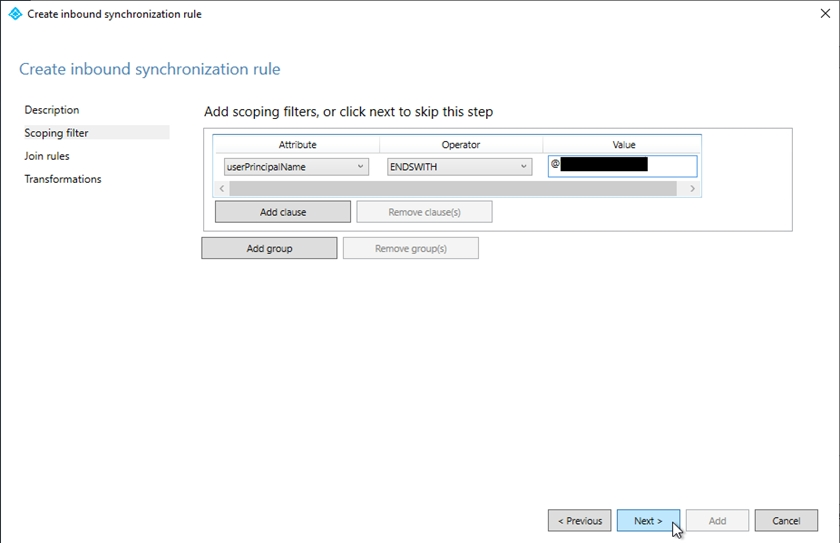 Create inbound synchronization rule
Create inbound synchronization rule
Description
Scoping filter
Join rules
Transformations
Add scoping filters, or click next to skip this step
Attribute Operator Value
userPrincipalName ENDSWITH @
Add clause Remove clause(s)
Add group Remove group(s)
< Previous Next > Add Cancel